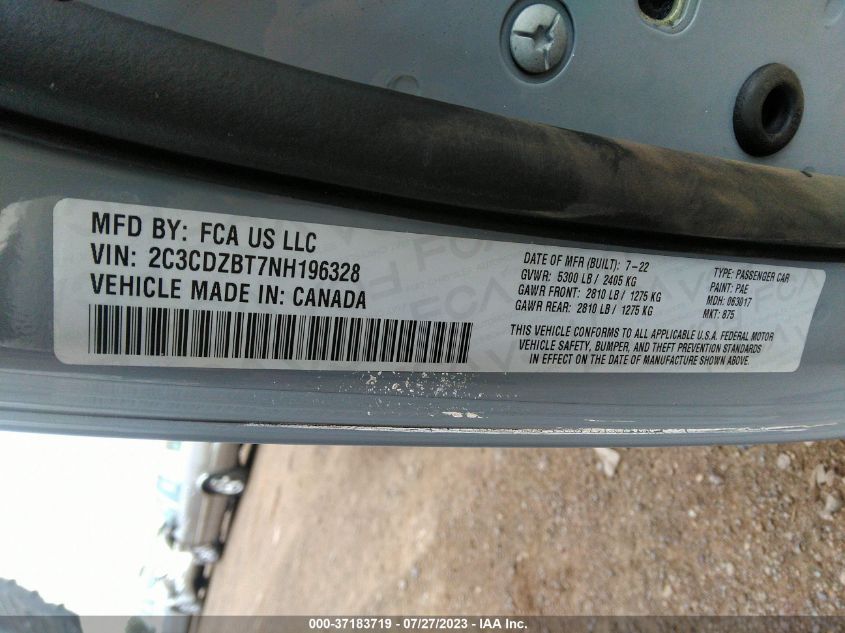 MFD BY: FCA US LLC
VIN: 2C3CDZBT7NH196328
VEHICLE MADE IN: CANADA
DATE OF MFR (BUILT): 7-22
GVWR: 5300 LB / 2405 KG
GAWR FRONT: 2810 LB / 1275 KG
GAWR REAR: 2810 LB / 1275 KG
TYPE: PASSENGER CAR
PAINT: PAE
MDH: 063017
MKT: 875
THIS VEHICLE CONFORMS TO ALL APPLICABLE U.S.A. FEDERAL MOTOR
VEHICLE SAFETY, BUMPER, AND THEFT PREVENTION STANDARDS
IN EFFECT ON THE DATE OF MANUFACTURE SHOWN ABOVE.
000-37183719 / 07/27/2023 / IAA Inc.